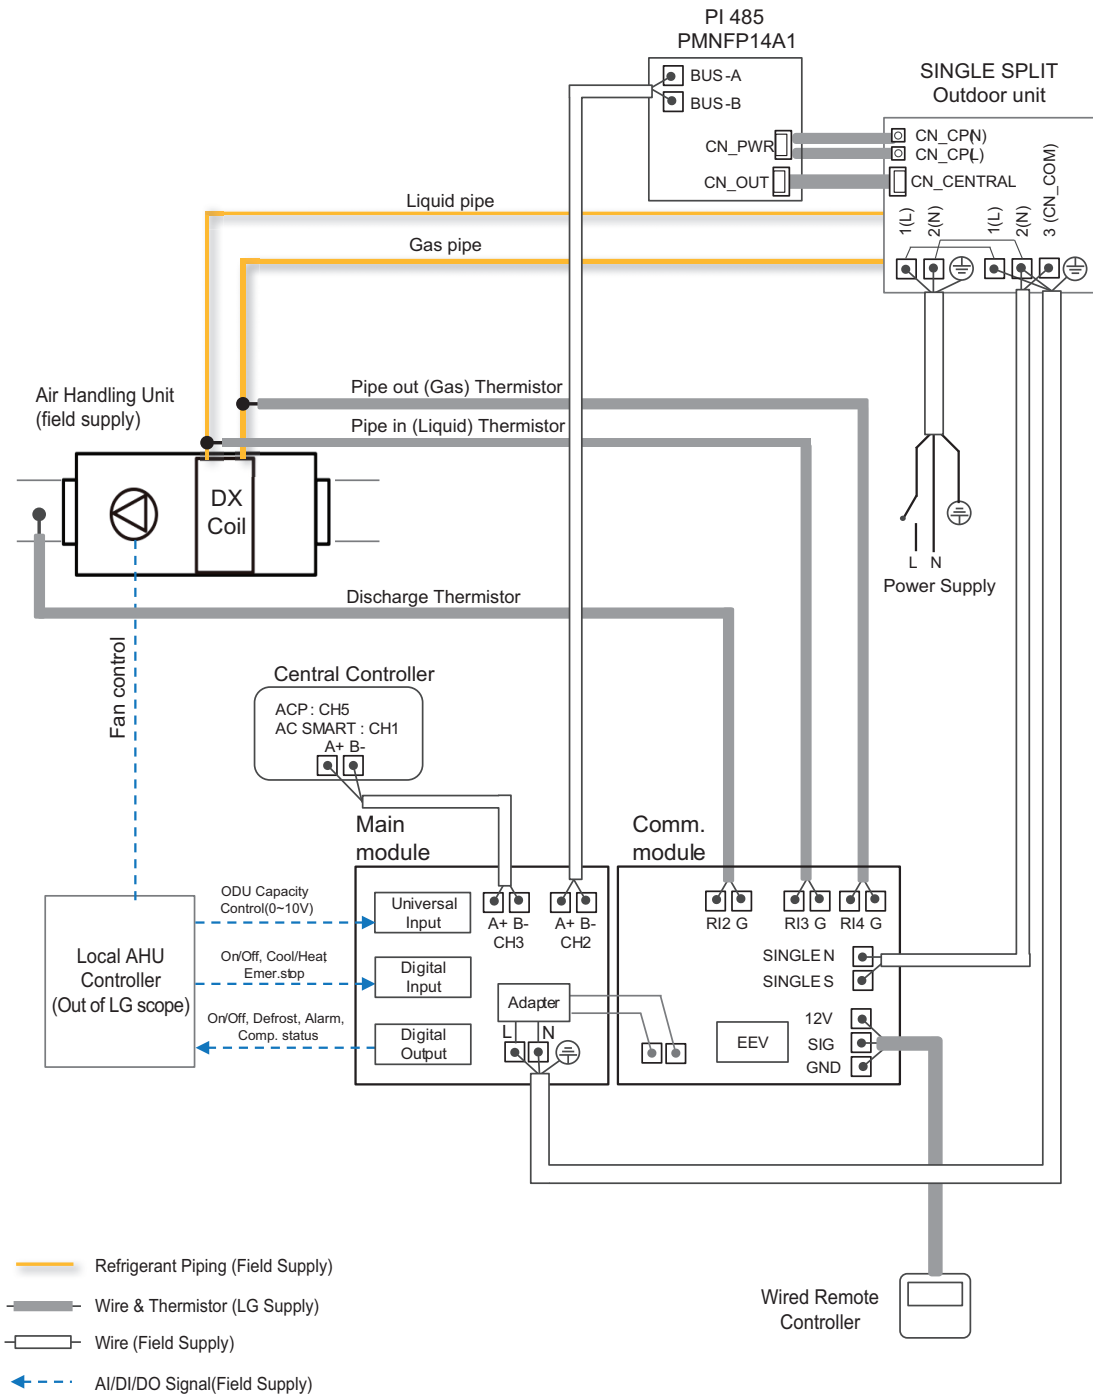 PI 485
PMNFP14A1
BUS-A
BUS-B
CN_PWR
CN_OUT
SINGLE SPLIT
Outdoor unit
CN_CP(N)
CN_CP(L)
CN_CENTRAL
1(L)
2(N)
1(L)
2(N)
3 (CN_COM)
Liquid pipe
Gas pipe
Air Handling Unit
(field supply)
Pipe out (Gas) Thermistor
Pipe in (Liquid) Thermistor
DX
Coil
L N
Power Supply
Discharge Thermistor
Fan control
Central Controller
ACP : CH5
AC SMART : CH1
A+ B-
Main
module
Comm.
module
ODU Capacity
Control(0~10V)
Universal
Input
A+ B-
CH3
A+ B-
CH2
RI2 G
RI3 G
RI4 G
Local AHU
Controller
(Out of LG scope)
On/Off, Cool/Heat,
Emer.stop
Digital
Input
Adapter
L N
SINGLE N
SINGLE S
On/Off, Defrost, Alarm,
Comp. status
Digital
Output
EEV
12V
SIG
GND
Refrigerant Piping (Field Supply)
Wire & Thermistor (LG Supply)
Wire (Field Supply)
AI/DI/DO Signal(Field Supply)
Wired Remote
Controller